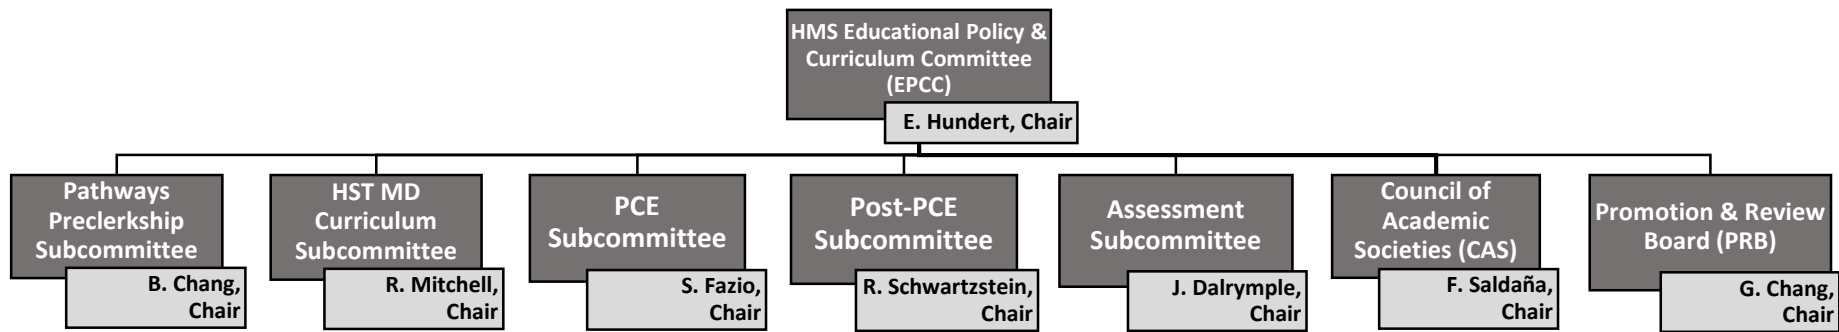 HMS Educational Policy &
Curriculum Committee
(EPCC)
E. Hundert, Chair
Pathways
Preclerkship
Subcommittee
B. Chang,
Chair
HST MD
Curriculum
Subcommittee
R. Mitchell,
Chair
PCE
Subcommittee
S. Fazio,
Chair
Post-PCE
Subcommittee
R. Schwartzstein,
Chair
Assessment
Subcommittee
J. Dalrymple,
Chair
Council of
Academic
Societies (CAS)
F. Saldaña,
Chair
Promotion & Review
Board (PRB)
G. Chang,
Chair